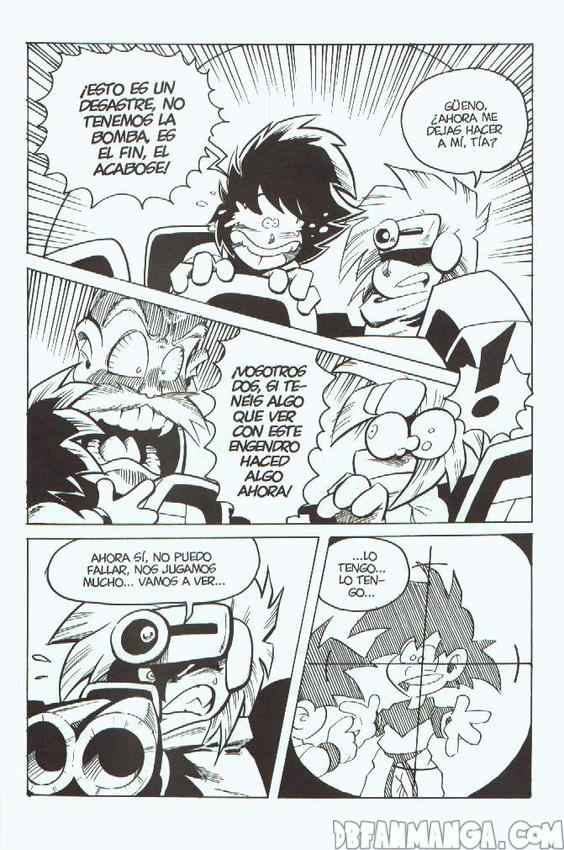 ¡ESTO ES UN
DESASTRE, NO
TENEMOS LA
BOMBA, ES
EL FIN, EL
ACABOSE!
GÜENO,
¿AHORA ME
DEJAS HACER
A MÍ, TÍA?
¡VOSOTROS
DOS, SI TE-
NÉIS ALGO
QUE VER
CON ESTE
ENGENDRO
HACED
ALGO
AHORA!
!
AHORA SÍ, NO PUEDO
FALLAR, NOS JUGAMOS
MUCHO... VAMOS A VER...
...LO
TENGO...
LO TEN-
GO...
DBFANMANGA.COM